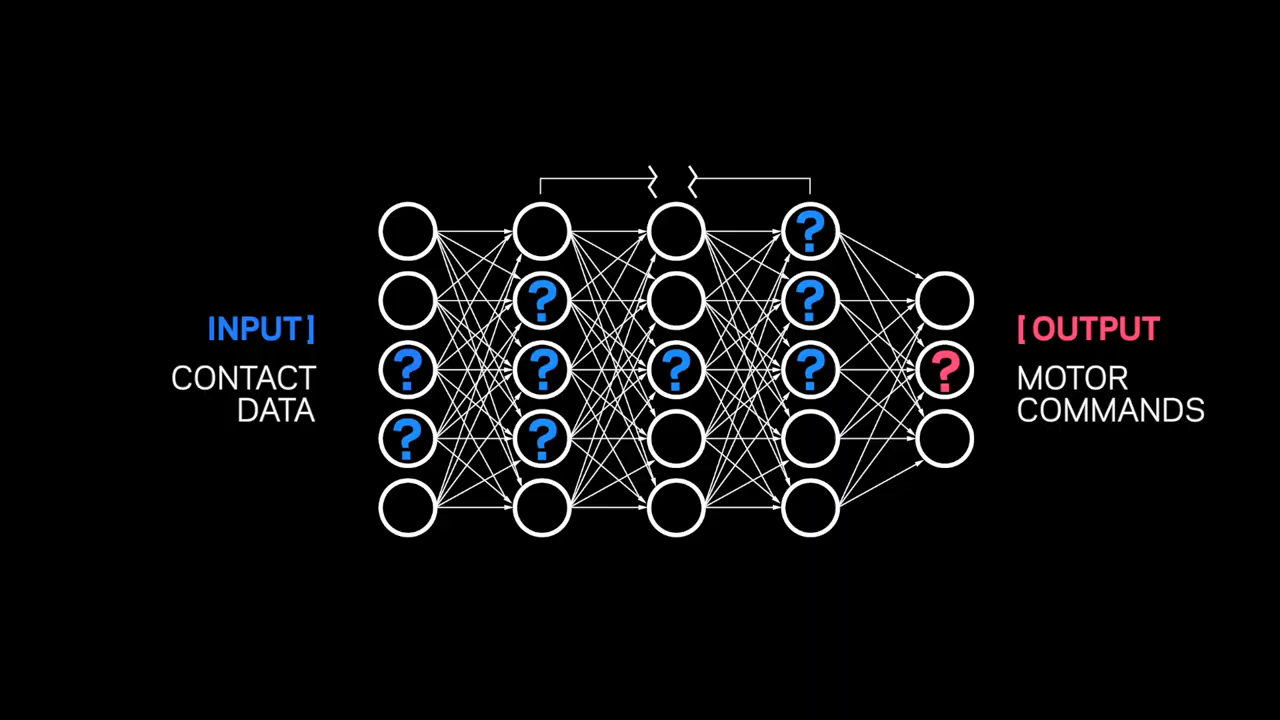 ?
? ?
INPUT] [OUTPUT
? ? ? ? ?
CONTACT MOTOR
DATA COMMANDS
? ?